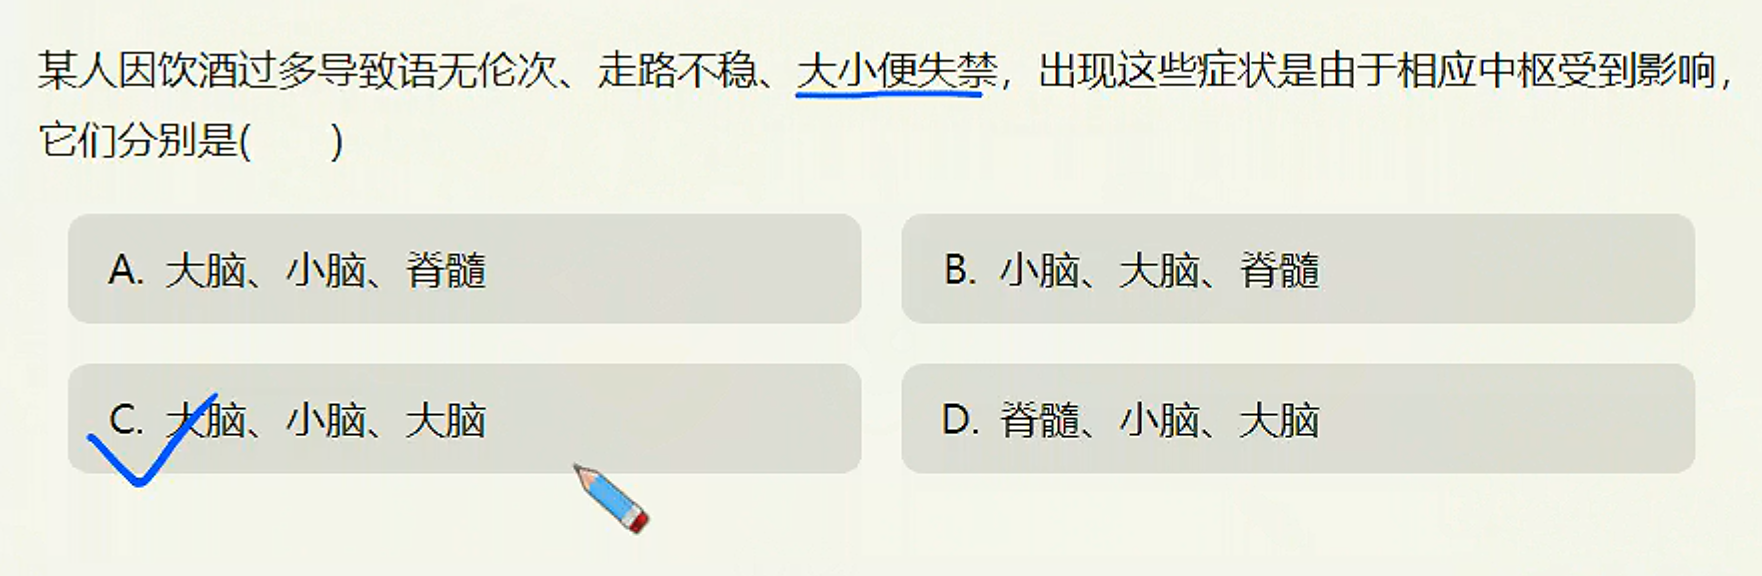 某人因饮酒过多导致语无伦次、走路不稳、大小便失禁，出现这些症状是由于相应中枢受到影响，
它们分别是(　　)
A. 大脑、小脑、脊髓
B. 小脑、大脑、脊髓
C. 大脑、小脑、大脑
D. 脊髓、小脑、大脑